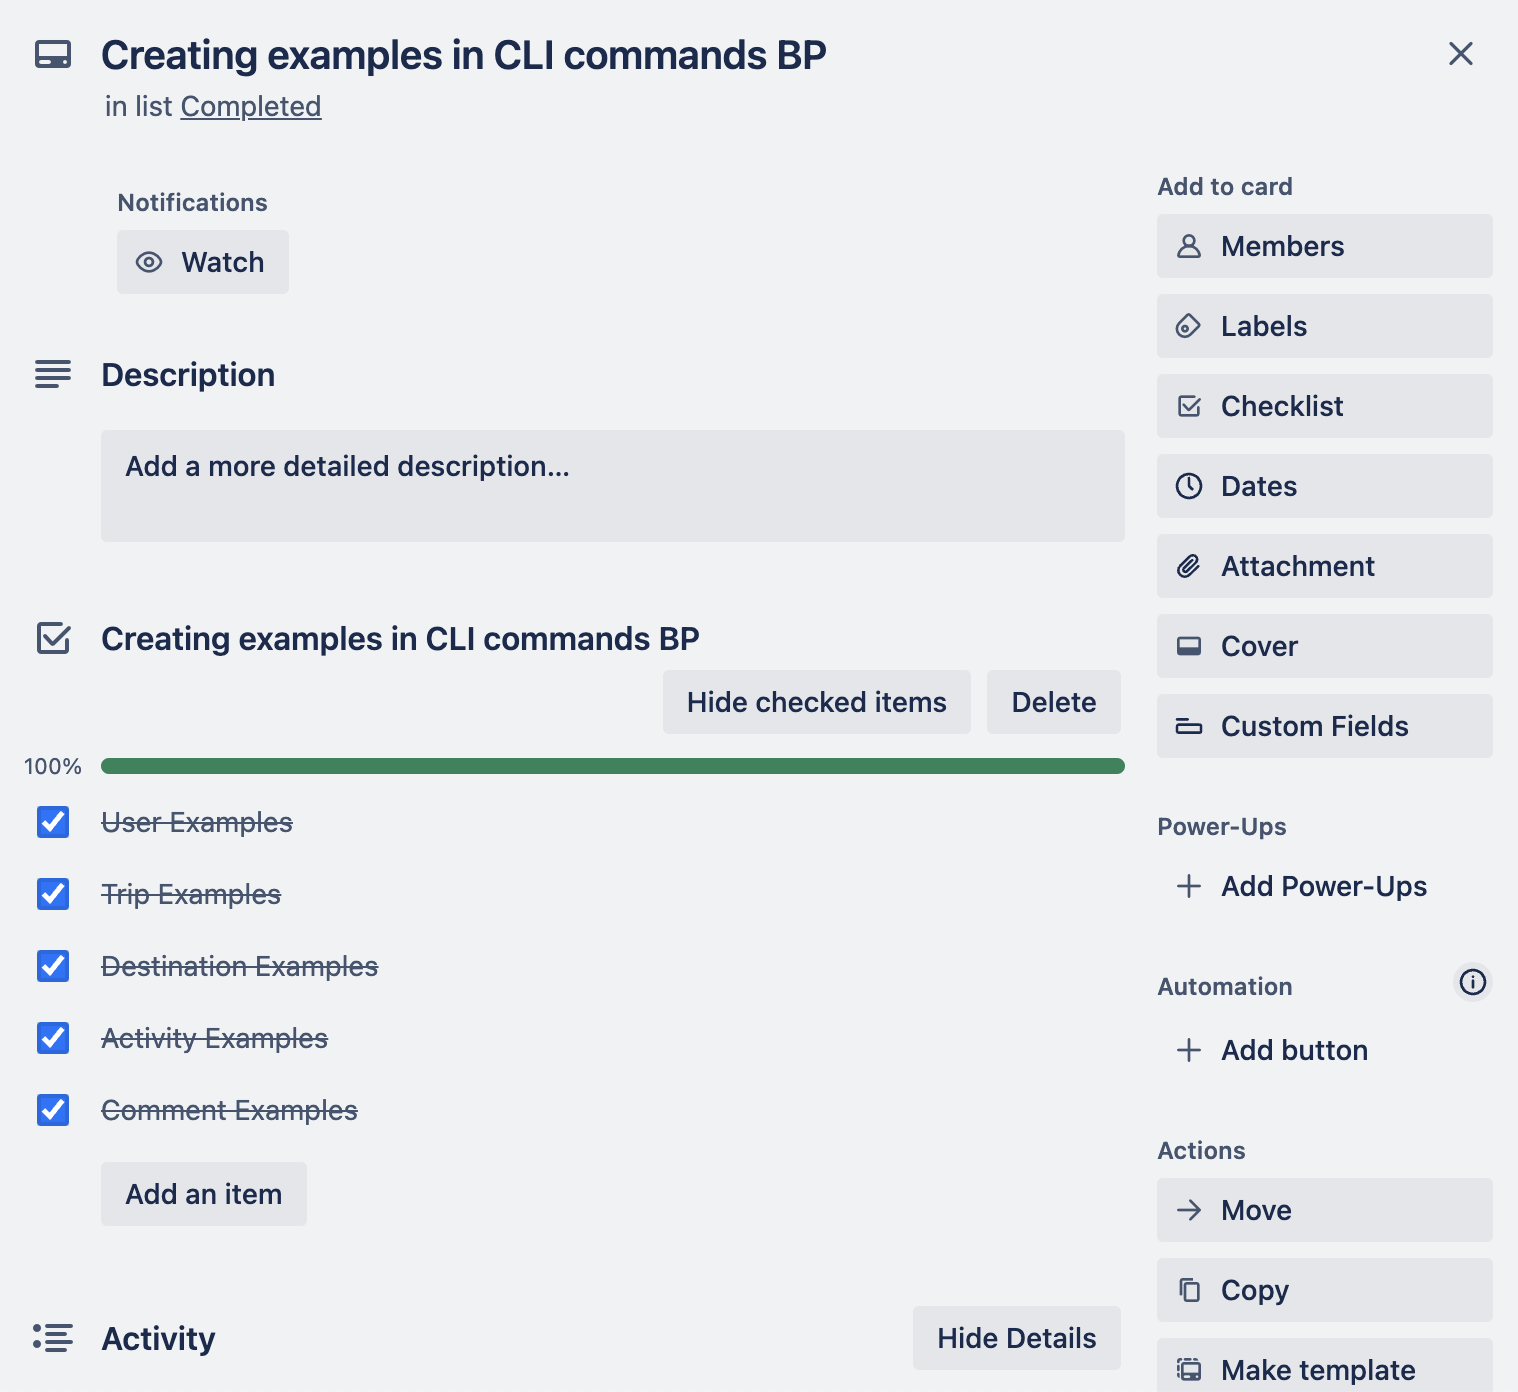 Creating examples in CLI commands BP
in list Completed
Notifications
Watch
Description
Add a more detailed description...
Creating examples in CLI commands BP
Hide checked items
Delete
100%
User Examples
Trip Examples
Destination Examples
Activity Examples
Comment Examples
Add an item
Activity
Hide Details
Add to card
Members
Labels
Checklist
Dates
Attachment
Cover
Custom Fields
Power-Ups
Add Power-Ups
Automation
Add button
Actions
Move
Copy
Make template